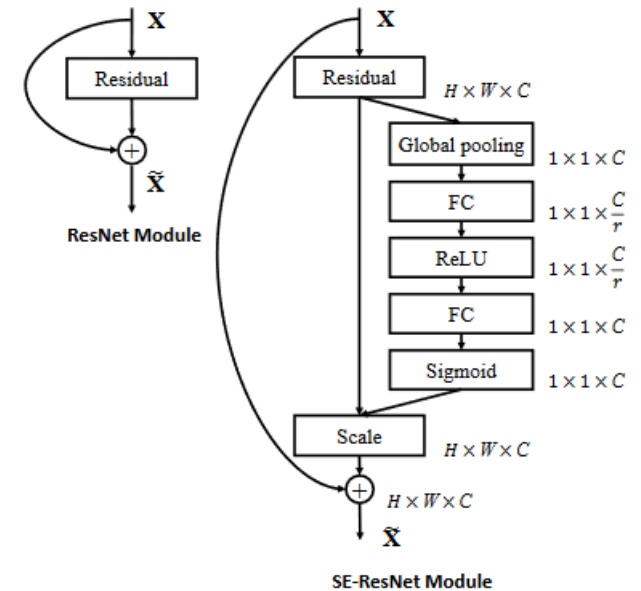 X
Residual
+
X̃
ResNet Module
X
Residual
H × W × C
Global pooling
1 × 1 × C
FC
1 × 1 × C/r
ReLU
1 × 1 × C/r
FC
1 × 1 × C
Sigmoid
1 × 1 × C
Scale
H × W × C
+
H × W × C
X̃
SE-ResNet Module